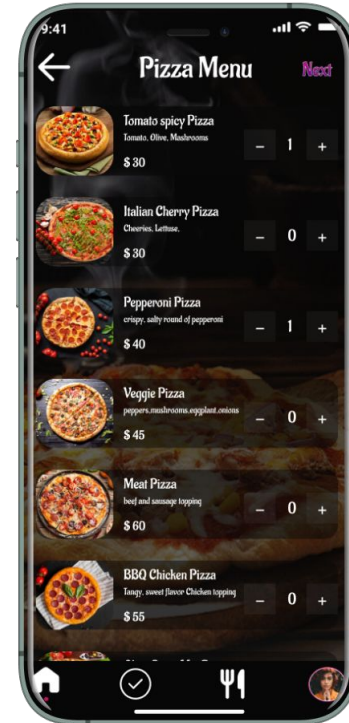 9:41
Pizza Menu
Next
Tomato spicy Pizza
Tomato, Olive, Mashrooms
$ 30
- 1 +
Italian Cherry Pizza
Cheeries, Lettuse,
$ 30
- 0 +
Pepperoni Pizza
crispy, salty round of pepperoni
$ 40
- 1 +
Veggie Pizza
peppers,mushrooms,eggplant,onions
$ 45
- 0 +
Meat Pizza
beef and sausage topping
$ 60
- 0 +
BBQ Chicken Pizza
Tangy, sweet flavor Chicken topping
$ 55
- 0 +